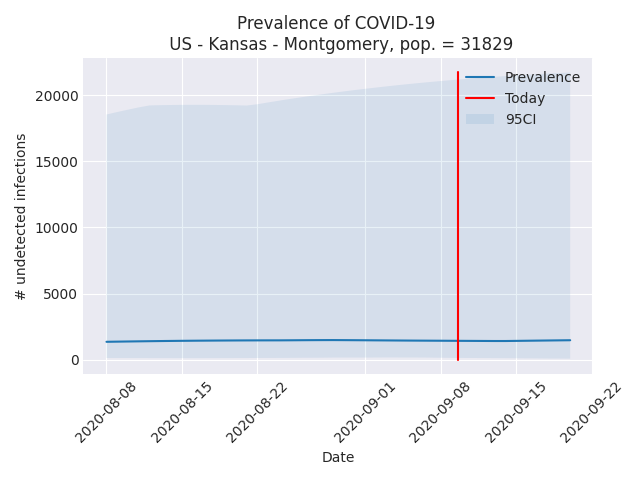 Prevalence of COVID-19
US - Kansas - Montgomery, pop. = 31829
Prevalence
Today
95CI
20000
15000
10000
5000
0
# undetected infections
2020-08-08
2020-08-15
2020-08-22
2020-09-01
2020-09-08
2020-09-15
2020-09-22
Date